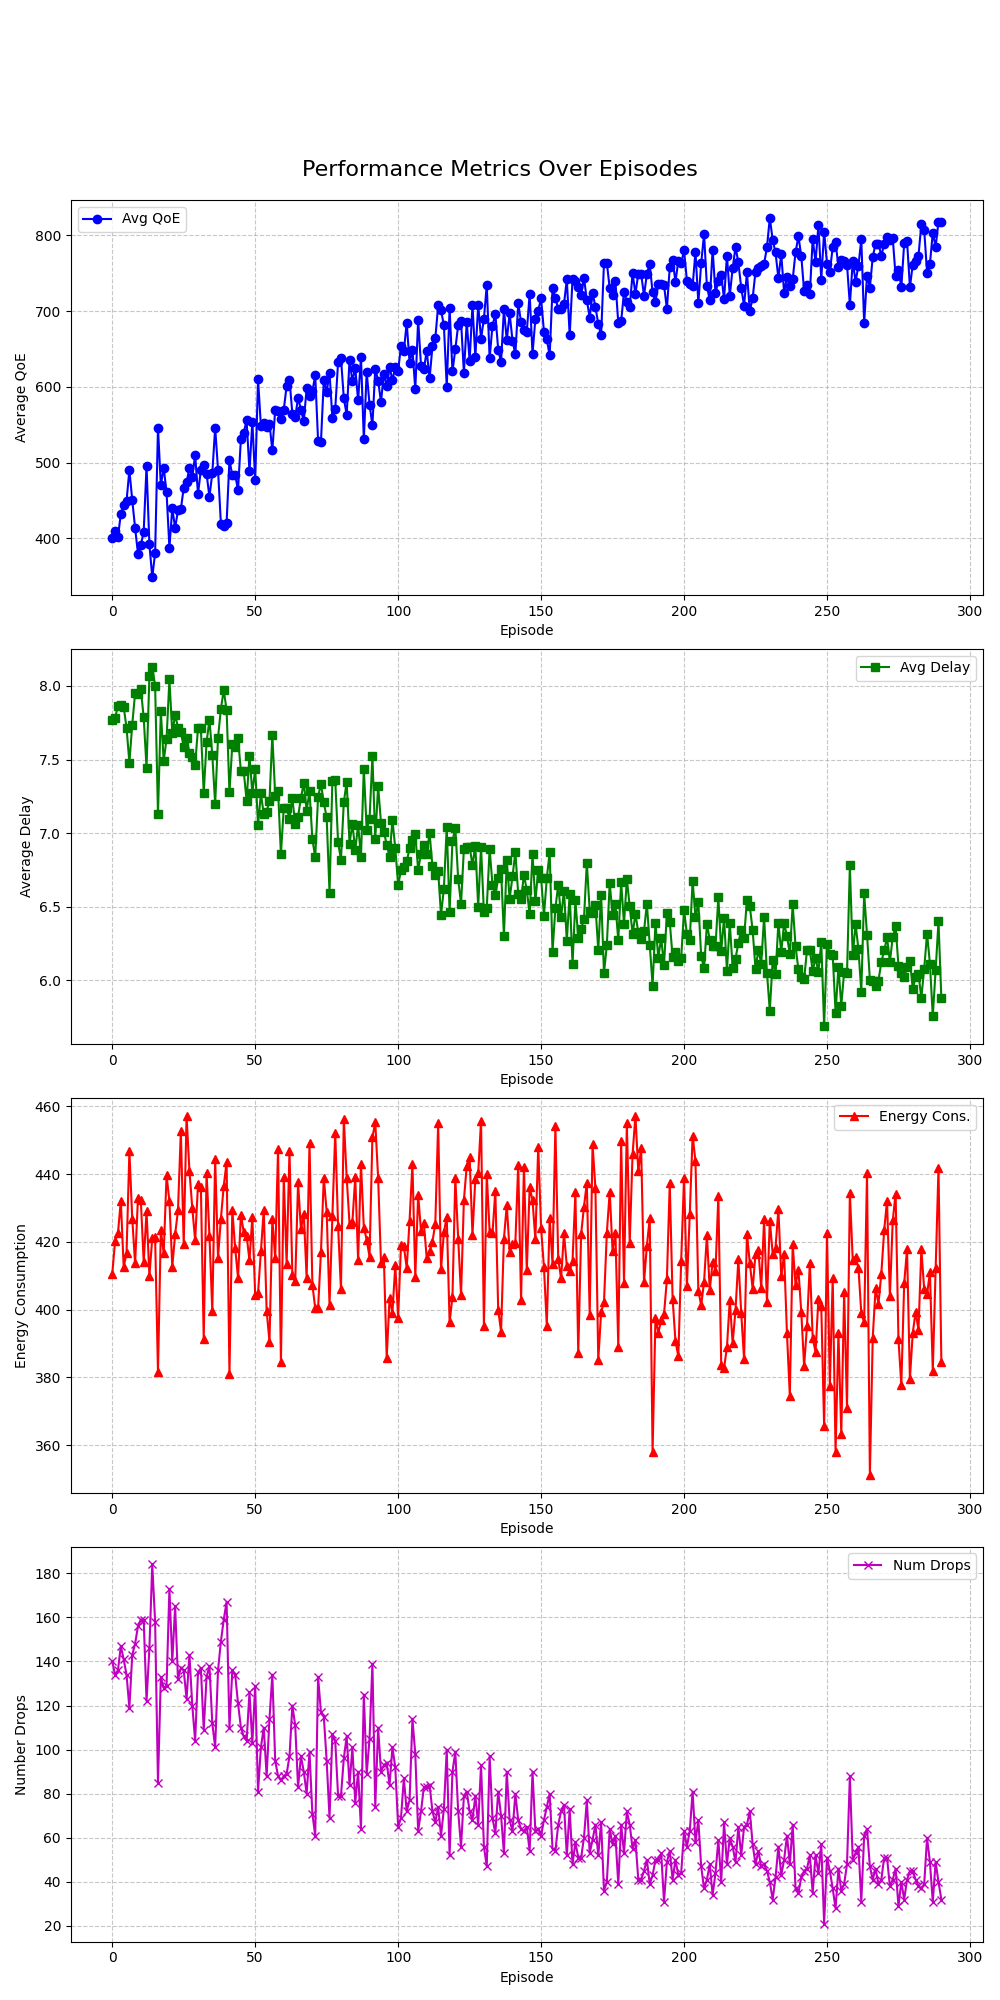 Performance Metrics Over Episodes
Avg QoE
Average QoE
800
700
600
500
400
0 50 100 150 200 250 300
Episode
Avg Delay
Average Delay
8.0
7.5
7.0
6.5
6.0
0 50 100 150 200 250 300
Episode
Energy Cons.
Energy Consumption
460
440
420
400
380
360
0 50 100 150 200 250 300
Episode
Num Drops
Number Drops
180
160
140
120
100
80
60
40
20
0 50 100 150 200 250 300
Episode